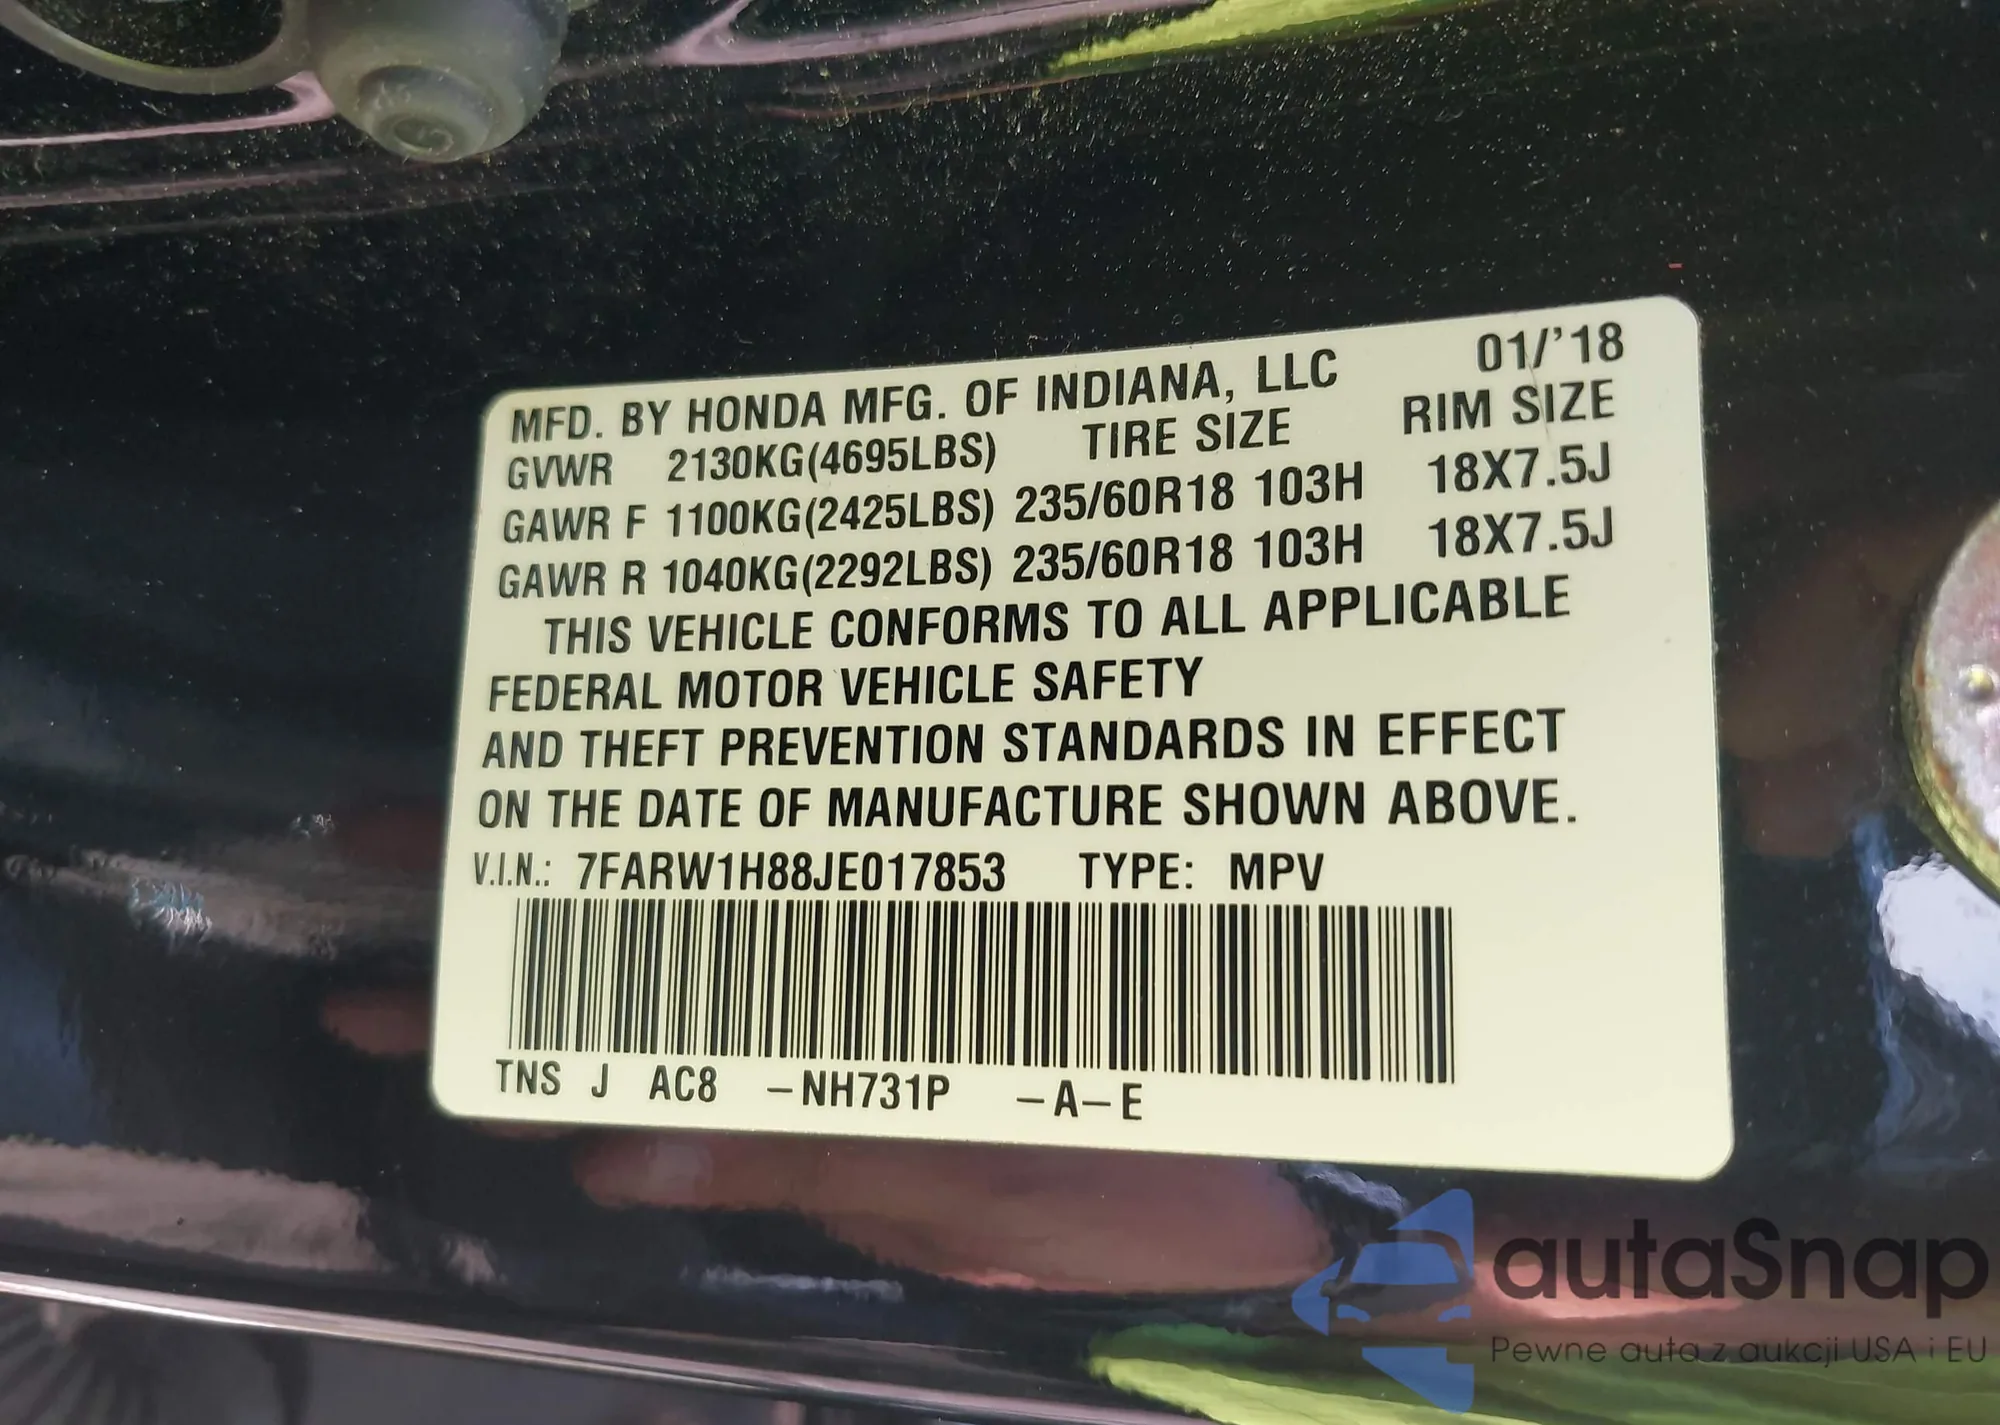 MFD. BY HONDA MFG. OF INDIANA, LLC 01/'18
GVWR 2130KG(4695LBS) TIRE SIZE RIM SIZE
GAWR F 1100KG(2425LBS) 235/60R18 103H 18X7.5J
GAWR R 1040KG(2292LBS) 235/60R18 103H 18X7.5J
THIS VEHICLE CONFORMS TO ALL APPLICABLE
FEDERAL MOTOR VEHICLE SAFETY
AND THEFT PREVENTION STANDARDS IN EFFECT
ON THE DATE OF MANUFACTURE SHOWN ABOVE.
V.I.N.: 7FARW1H88JE017853 TYPE: MPV
TNS J AC8 –NH731P –A–E
autaSnap
Pewne auta z aukcji USA i EU